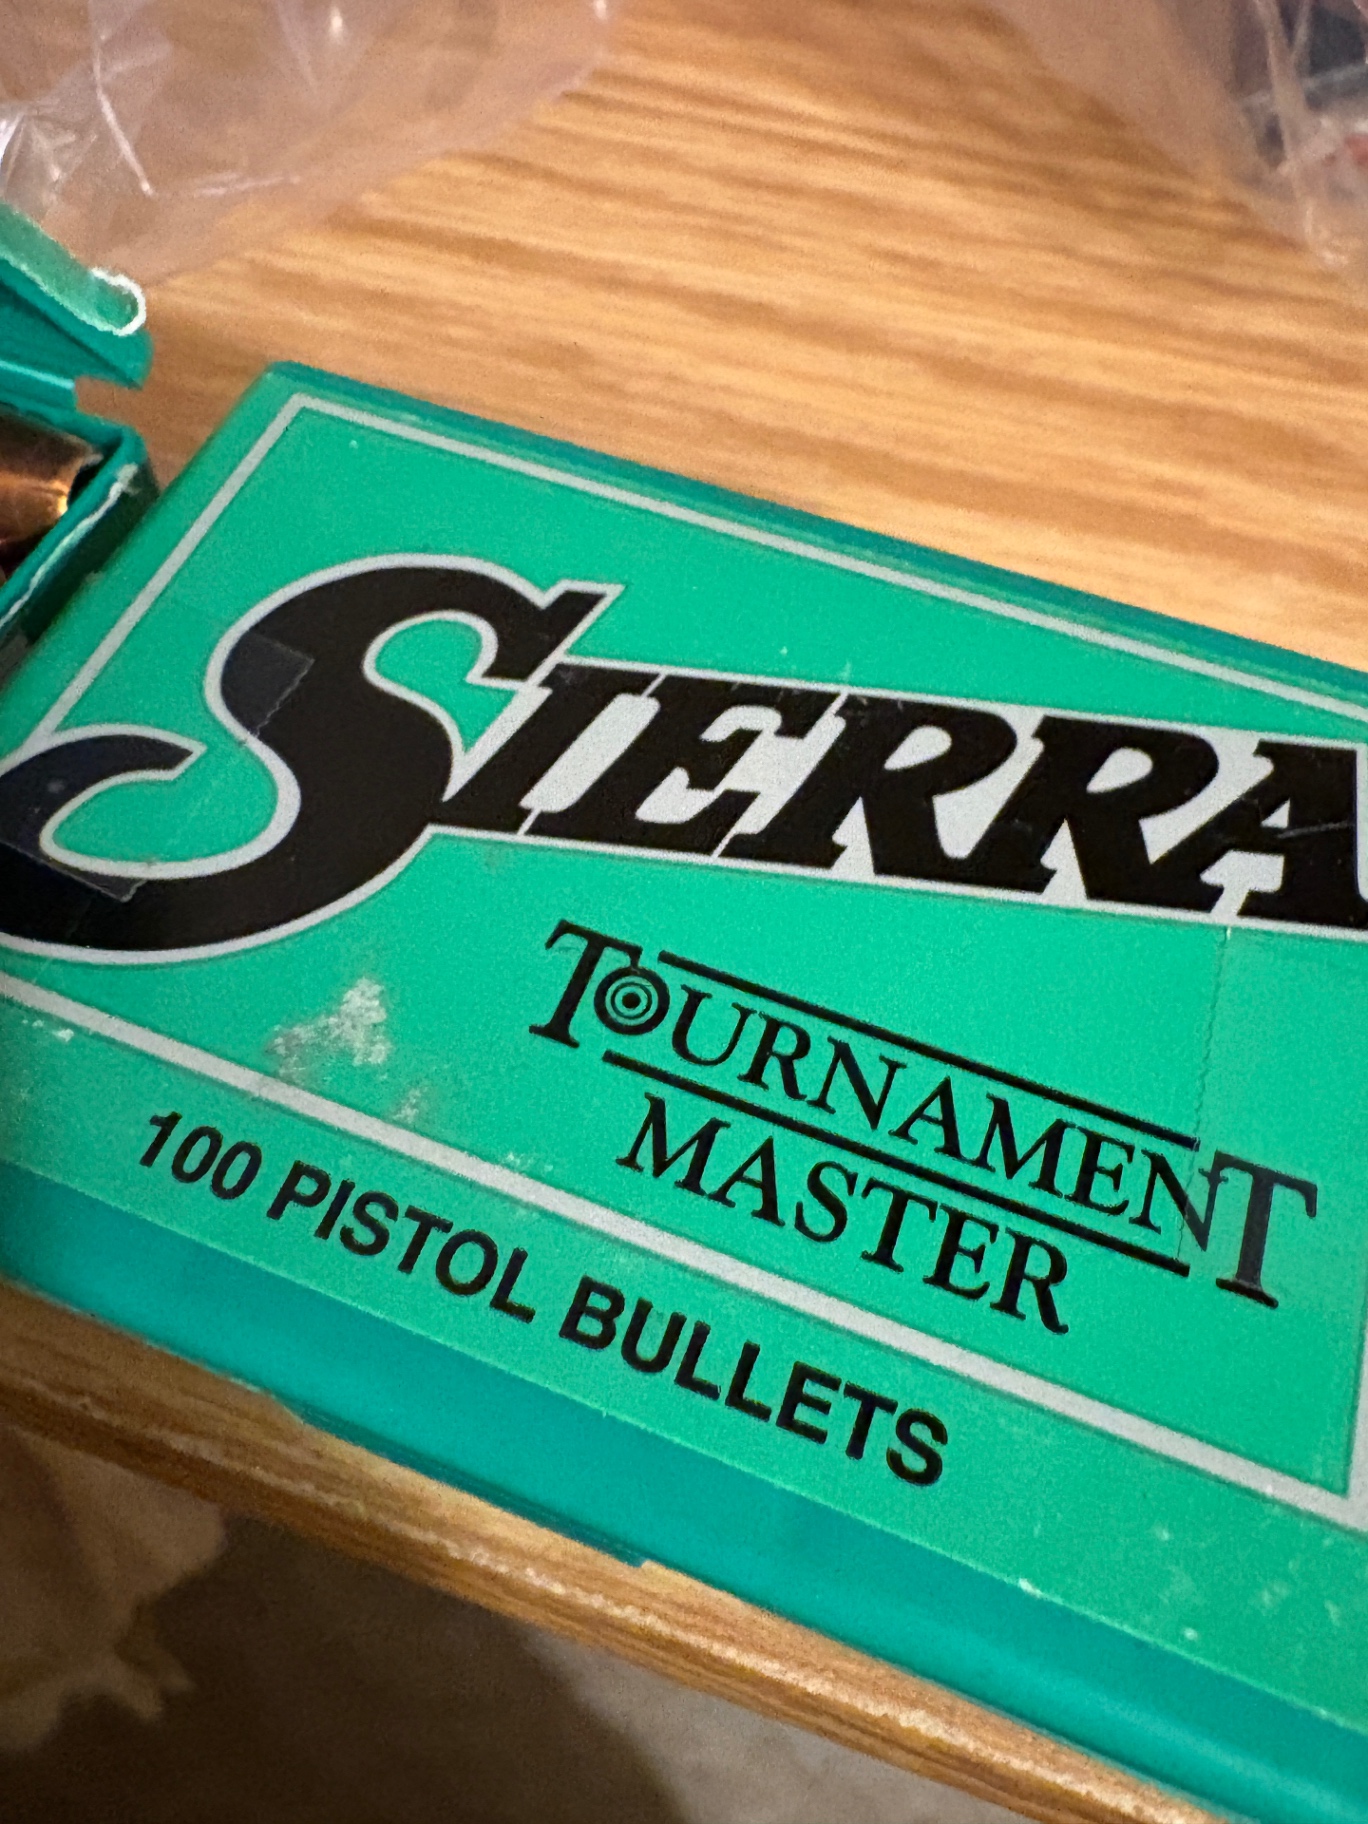 SIERRA
TOURNAMENT
MASTER
100 PISTOL BULLETS